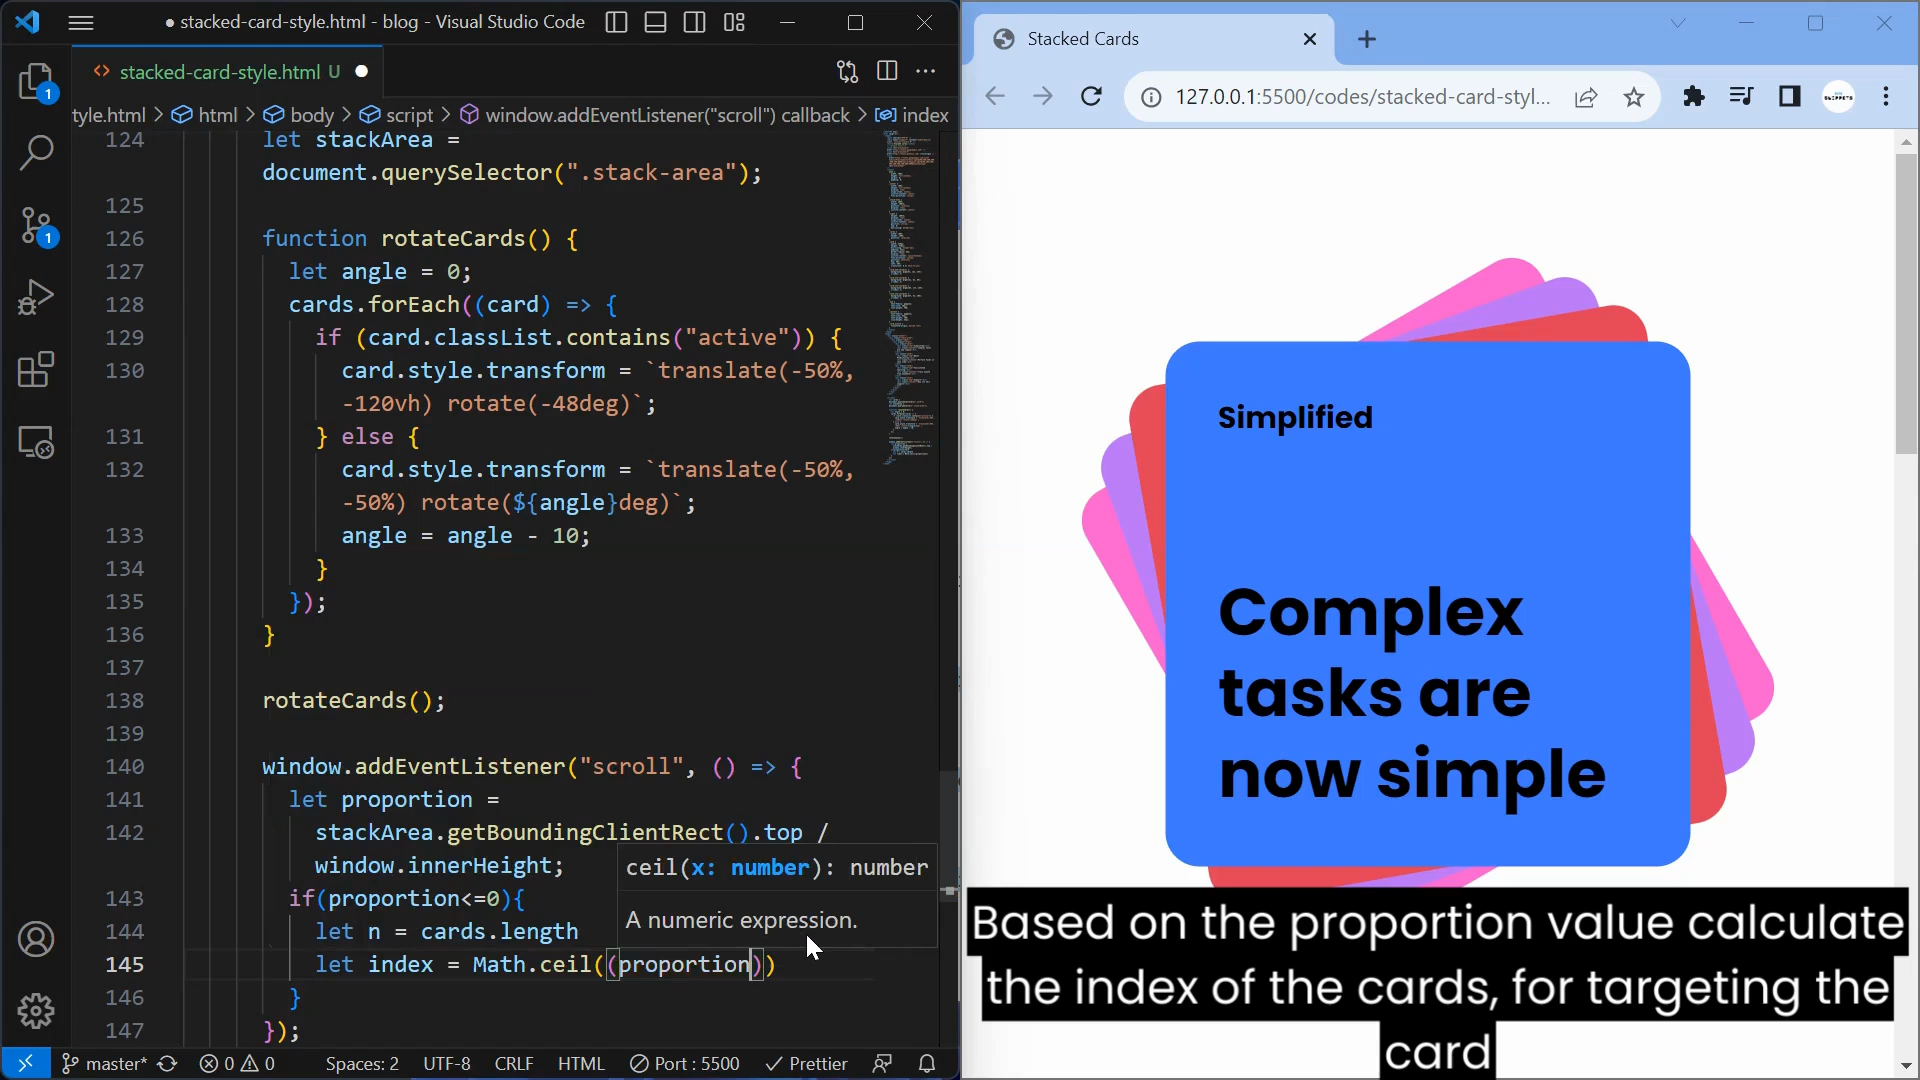 stacked-card-style.html - blog - Visual Studio Code
stacked-card-style.html U
tyle.html > html > body > script > window.addEventListener("scroll") callback > index
124 let stackArea =
document.querySelector(".stack-area");
125
126 function rotateCards() {
127 let angle = 0;
128 cards.forEach((card) => {
129 if (card.classList.contains("active")) {
130 card.style.transform = `translate(-50%,
-120vh) rotate(-48deg)`;
131 } else {
132 card.style.transform = `translate(-50%,
-50%) rotate(${angle}deg)`;
133 angle = angle - 10;
134 }
135 });
136 }
137
138 rotateCards();
139
140 window.addEventListener("scroll", () => {
141 let proportion =
142 stackArea.getBoundingClientRect().top /
window.innerHeight;
143 if(proportion<=0){
144 let n = cards.length
145 let index = Math.ceil((proportion))
146 }
147 });
ceil(x: number): number
A numeric expression.
1
1
master* 0 0 Spaces: 2 UTF-8 CRLF HTML Port : 5500 Prettier
Stacked Cards
127.0.0.1:5500/codes/stacked-card-styl...
Simplified
Complex
tasks are
now simple
Based on the proportion value calculate
the index of the cards, for targeting the
card